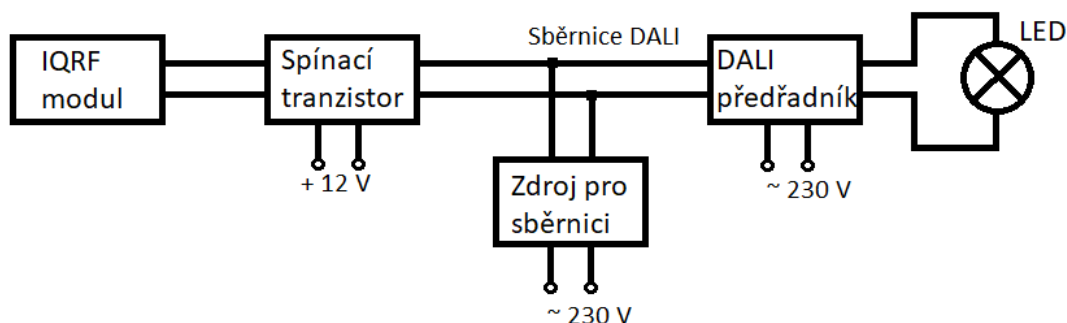 IQRF
modul
Spínací
tranzistor
+ 12 V
Sběrnice DALI
Zdroj pro
sběrnici
~ 230 V
DALI
předřadník
~ 230 V
LED